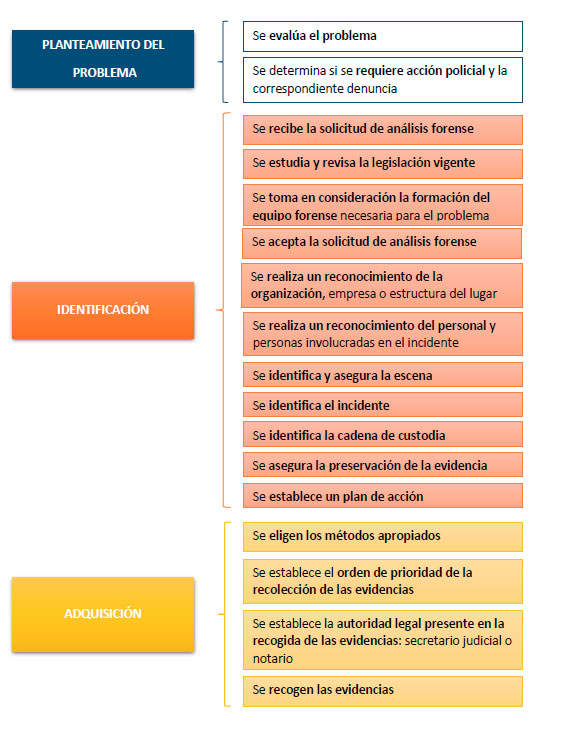 PLANTEAMIENTO DEL
PROBLEMA
Se evalúa el problema
Se determina si se requiere acción policial y la
correspondiente denuncia
IDENTIFICACIÓN
Se recibe la solicitud de análisis forense
Se estudia y revisa la legislación vigente
Se toma en consideración la formación del
equipo forense necesaria para el problema
Se acepta la solicitud de análisis forense
Se realiza un reconocimiento de la
organización, empresa o estructura del lugar
Se realiza un reconocimiento del personal y
personas involucradas en el incidente
Se identifica y asegura la escena
Se identifica el incidente
Se identifica la cadena de custodia
Se asegura la preservación de la evidencia
Se establece un plan de acción
ADQUISICIÓN
Se eligen los métodos apropiados
Se establece el orden de prioridad de la
recolección de las evidencias
Se establece la autoridad legal presente en la
recogida de las evidencias: secretario judicial o
notario
Se recogen las evidencias